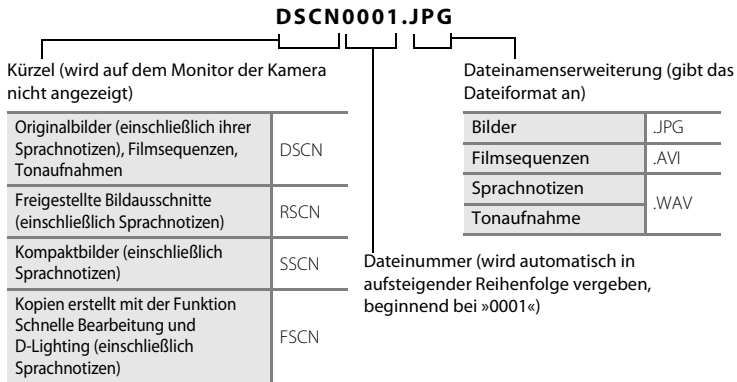 DSCN0001.JPG
Kürzel (wird auf dem Monitor der Kamera
nicht angezeigt)
Originalbilder (einschließlich ihrer
Sprachnotizen), Filmsequenzen,
Tonaufnahmen
DSCN
Freigestellte Bildausschnitte
(einschließlich Sprachnotizen)
RSCN
Kompaktbilder (einschließlich
Sprachnotizen)
SSCN
Kopien erstellt mit der Funktion
Schnelle Bearbeitung und
D-Lighting (einschließlich
Sprachnotizen)
FSCN
Dateinummer (wird automatisch in
aufsteigender Reihenfolge vergeben,
beginnend bei »0001«)
Dateinamenserweiterung (gibt das
Dateiformat an)
Bilder .JPG
Filmsequenzen .AVI
Sprachnotizen
.WAV
Tonaufnahme